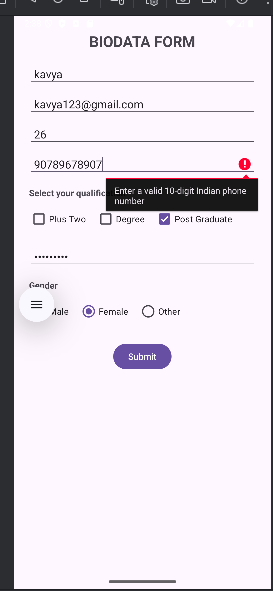 BIODATA FORM
kavya
kavya123@gmail.com
26
90789678907
Enter a valid 10-digit Indian phone
number
Select your qualific
Plus Two Degree Post Graduate
•••••••••
Gender
Male Female Other
Submit